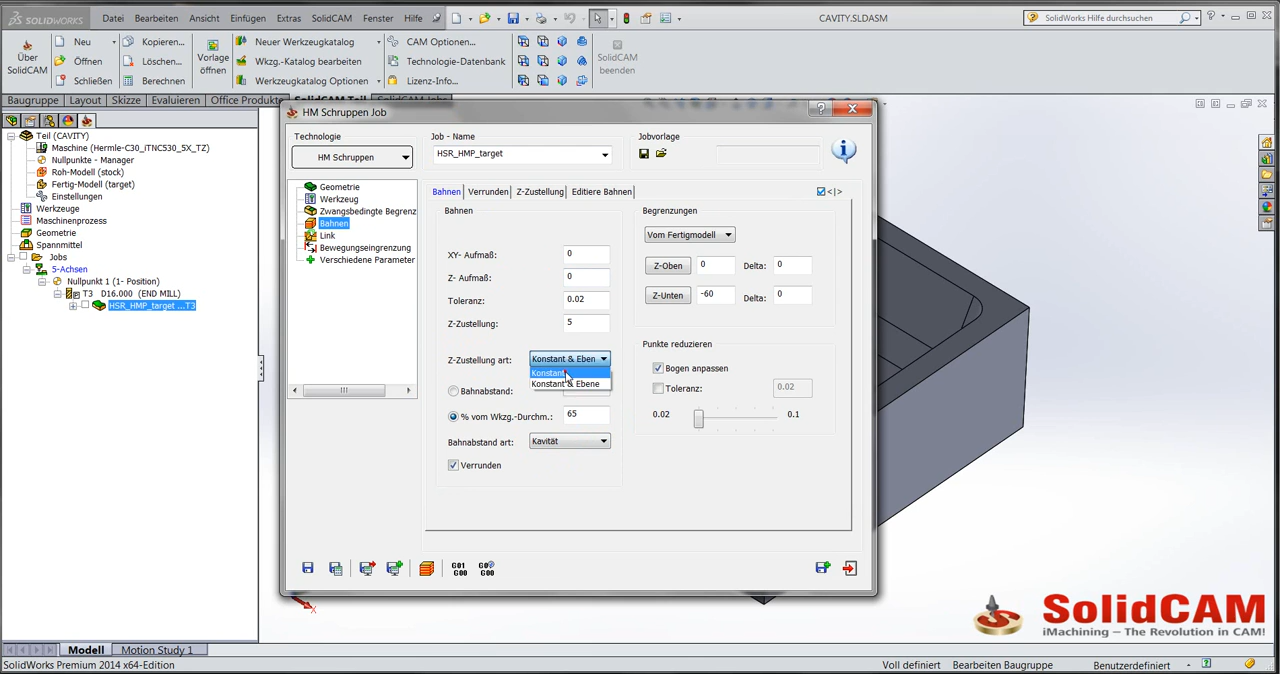 SOLIDWORKS Datei Bearbeiten Ansicht Einfügen Extras SolidCAM Fenster Hilfe CAVITY.SLDASM SolidWorks Hilfe durchsuchen
Über SolidCAM
Neu
Öffnen
Schließen
Kopieren...
Löschen...
Berechnen
Vorlage öffnen
Neuer Werkzeugkatalog
Wkzg.-Katalog bearbeiten
Werkzeugkatalog Optionen
CAM Optionen...
Technologie-Datenbank
Lizenz-Info...
SolidCAM beenden
Baugruppe Layout Skizze Evaluieren Office Produkte
Teil (CAVITY)
Maschine (Hermle-C30_iTNC530_5X_TZ)
Nullpunkte - Manager
Roh-Modell (stock)
Fertig-Modell (target)
Einstellungen
Werkzeuge
Maschinenprozess
Geometrie
Spannmittel
Jobs
5-Achsen
Nullpunkt 1 (1- Position)
T3 D16.000 (END MILL)
HSR_HMP_target ...T3
HM Schruppen Job
Technologie
HM Schruppen
Job - Name
HSR_HMP_target
Jobvorlage
Geometrie
Werkzeug
Zwangsbedingte Begrenz
Bahnen
Link
Bewegungseingrenzung
Verschiedene Parameter
Bahnen Verrunden Z-Zustellung Editiere Bahnen <|>
Bahnen
XY- Aufmaß: 0
Z- Aufmaß: 0
Toleranz: 0.02
Z-Zustellung: 5
Z-Zustellung art: Konstant & Eben
Konstant
Konstant & Ebene
Bahnabstand:
% vom Wkzg.-Durchm.: 65
Bahnabstand art: Kavität
Verrunden
Begrenzungen
Vom Fertigmodell
Z-Oben 0 Delta: 0
Z-Unten -60 Delta: 0
Punkte reduzieren
Bogen anpassen
Toleranz: 0.02
0.02 0.1
G01 G00
X
SolidCAM
iMachining – The Revolution in CAM!
Modell Motion Study 1
SolidWorks Premium 2014 x64-Edition Voll definiert Bearbeiten Baugruppe Benutzerdefiniert